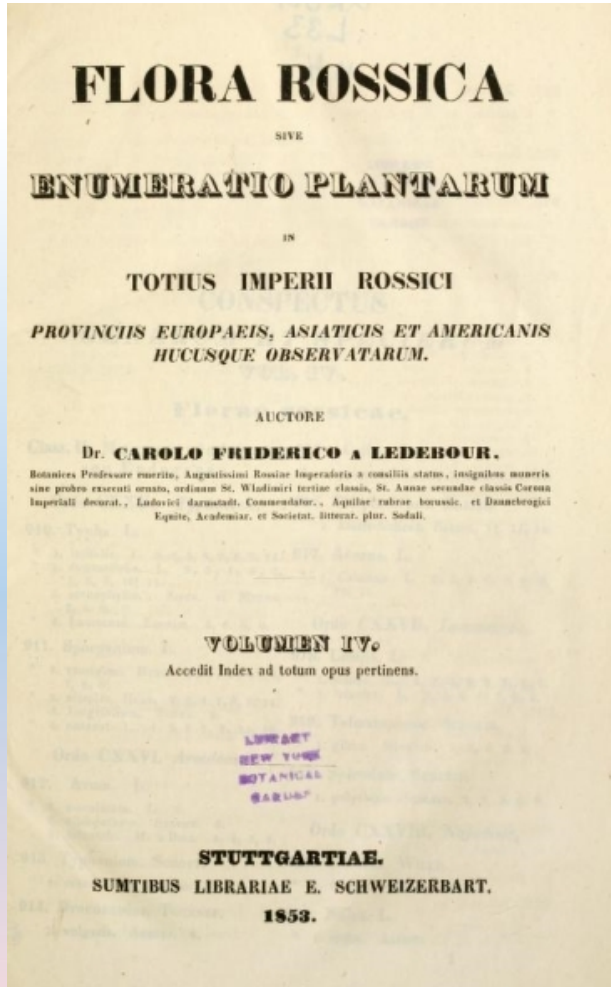 FLORA ROSSICA
SIVE
ENUMERATIO PLANTARUM
IN
TOTIUS IMPERII ROSSICI
PROVINCIIS EUROPAEIS, ASIATICIS ET AMERICANIS
HUCUSQUE OBSERVATARUM.
AUCTORE
Dr. CAROLO FRIDERICO A LEDEBOUR,
Botanices Professore emerito, Augustissimi Rossiae Imperatoris a consiliis status, insignibus muneris
sine probro exacuti ornato, ordinum St. Wladimiri tertiae classis, St. Annae secundae classis Corona
Imperiali decorat., Ludovici darmstadt. Commendator., Aquilae rubrae borussic. et Dannebrogici
Equite, Academiar. et Societat. litterar. plur. Sodali.
VOLUMEN IV.
Accedit Index ad totum opus pertinens.
LIBRARY
NEW YORK
BOTANICAL
GARDEN
STUTTGARTIAE.
SUMTIBUS LIBRARIAE E. SCHWEIZERBART.
1853.